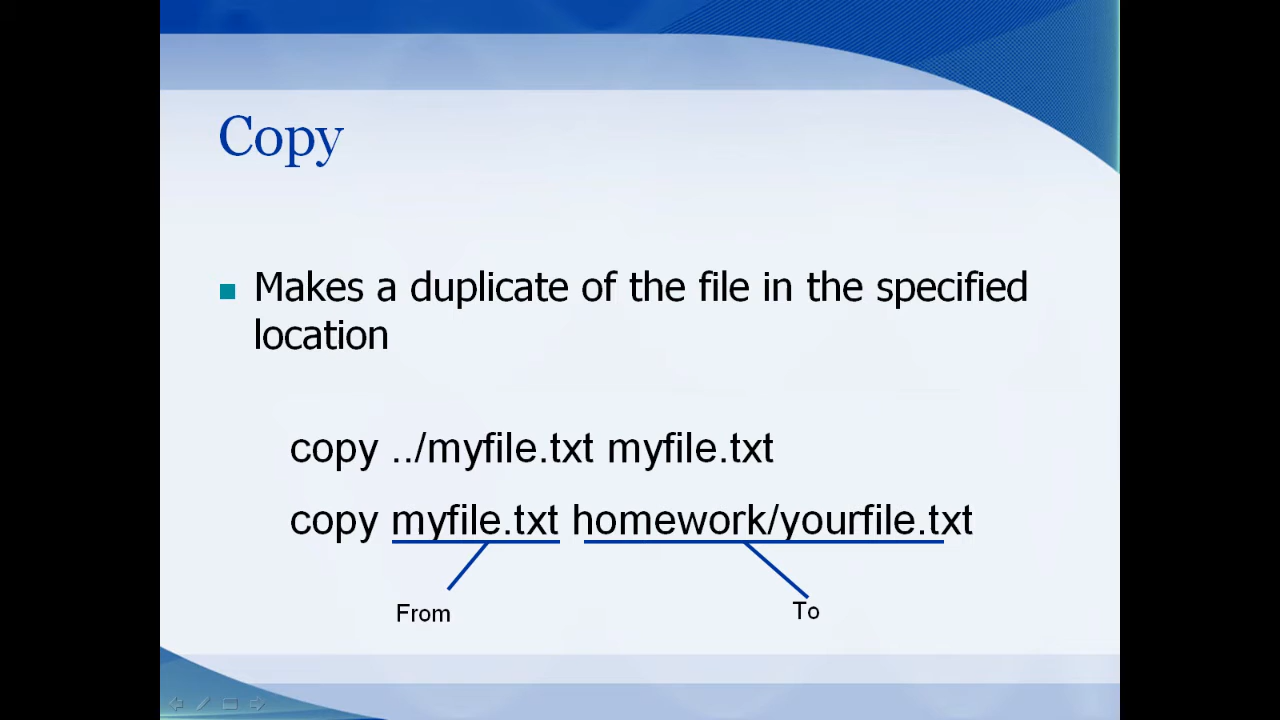 Copy
Makes a duplicate of the file in the specified
location
copy ../myfile.txt myfile.txt
copy myfile.txt homework/yourfile.txt
From
To